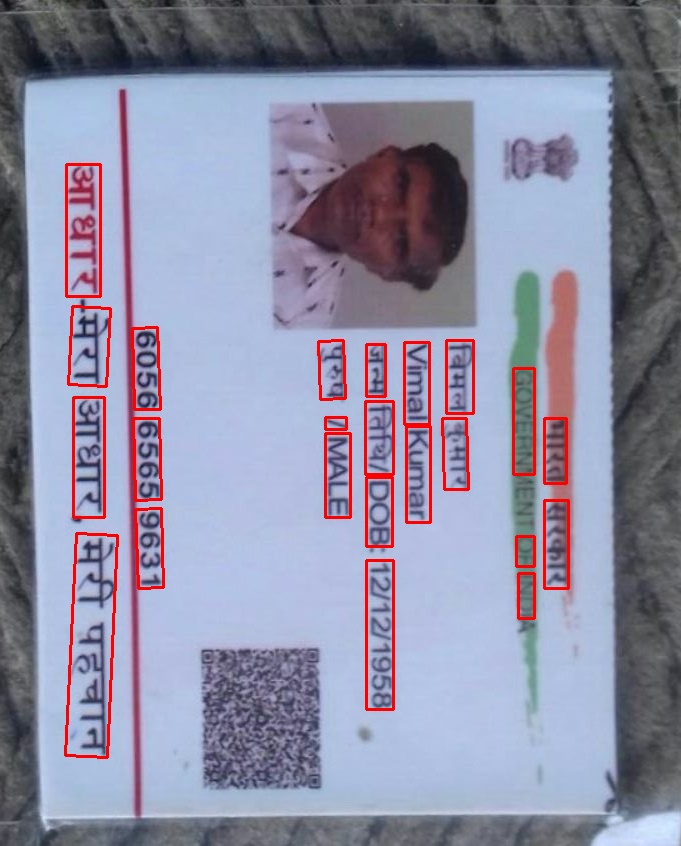 भारत सरकार
GOVERNMENT OF INDIA
विमल कुमार
Vimal Kumar
जन्म तिथि/ DOB: 12/12/1958
पुरुष / MALE
6056 6565 9631
आधार-मेरा आधार, मेरी पहचान